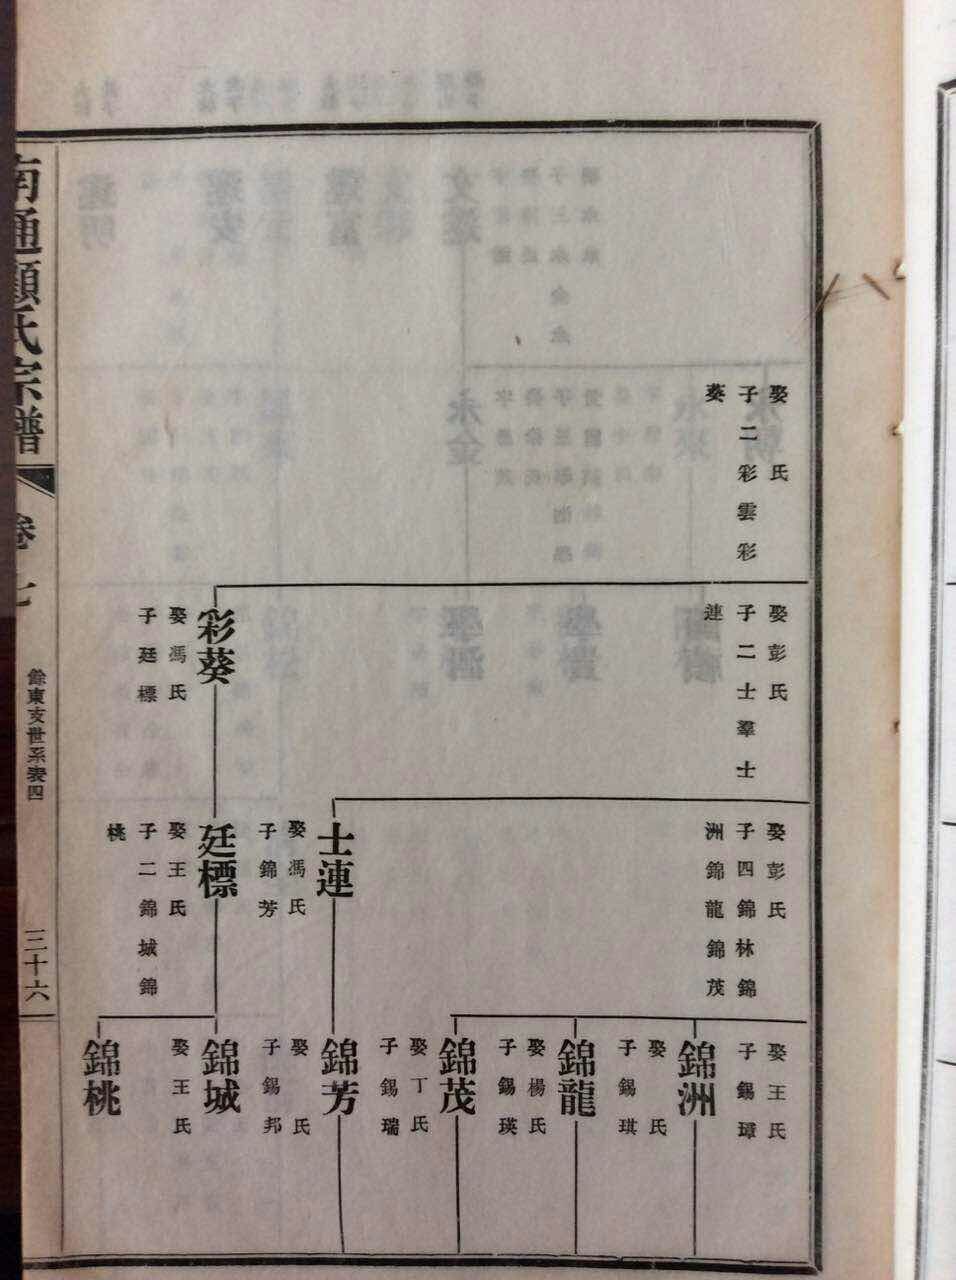 娶　氏
子二彩雲彩
葵
娶彭氏
子二士羣士
連
彩葵
娶馮氏
子廷標
娶彭氏
子四錦林錦
洲錦龍錦茂
士連
娶馮氏
子錦芳
廷標
娶王氏
子二錦城錦
桃
娶王氏
子錫璋
錦洲
娶　氏
子錫琪
錦龍
娶楊氏
子錫瑛
錦茂
娶丁氏
子錫瑞
錦芳
娶　氏
子錫邦
錦城
娶王氏
錦桃
南通顧氏宗譜
卷七
餘東支世系表四
三十六